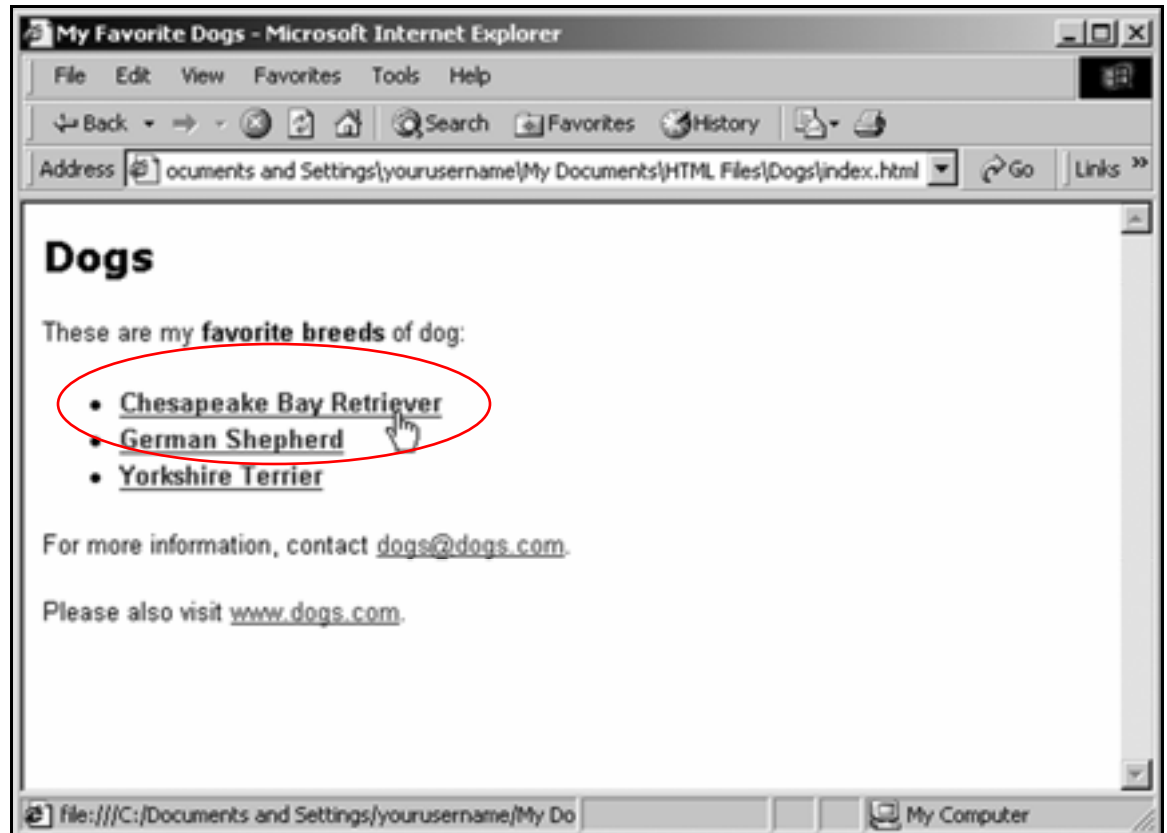 My Favorite Dogs - Microsoft Internet Explorer
File Edit View Favorites Tools Help
Back Search Favorites History
Address ocuments and Settings\yourusername\My Documents\HTML Files\Dogs\index.html Go Links »
Dogs
These are my favorite breeds of dog:
• Chesapeake Bay Retriever
• German Shepherd
• Yorkshire Terrier
For more information, contact dogs@dogs.com.
Please also visit www.dogs.com.
file:///C:/Documents and Settings/yourusername/My Do My Computer